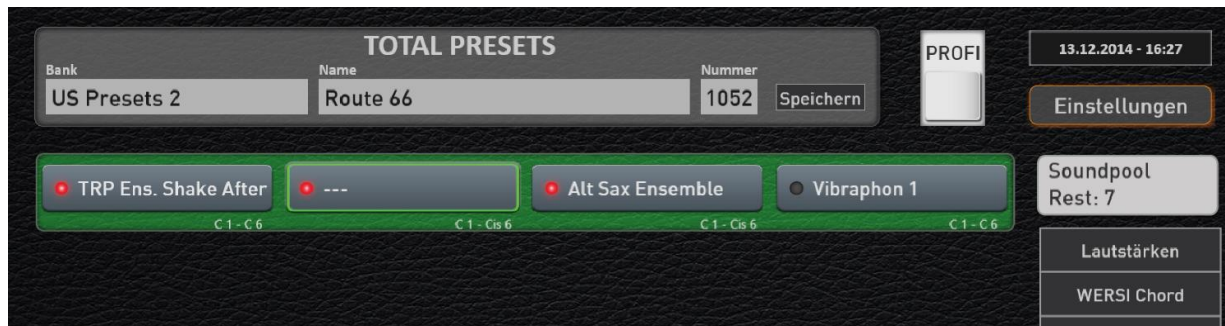 TOTAL PRESETS
Bank
Name
Nummer
US Presets 2
Route 66
1052
Speichern
PROFI
13.12.2014 - 16:27
Einstellungen
TRP Ens. Shake After
---
Alt Sax Ensemble
Vibraphon 1
C 1 - C 6
C 1 - Cis 6
C 1 - Cis 6
C 1 - C 6
Soundpool
Rest: 7
Lautstärken
WERSI Chord